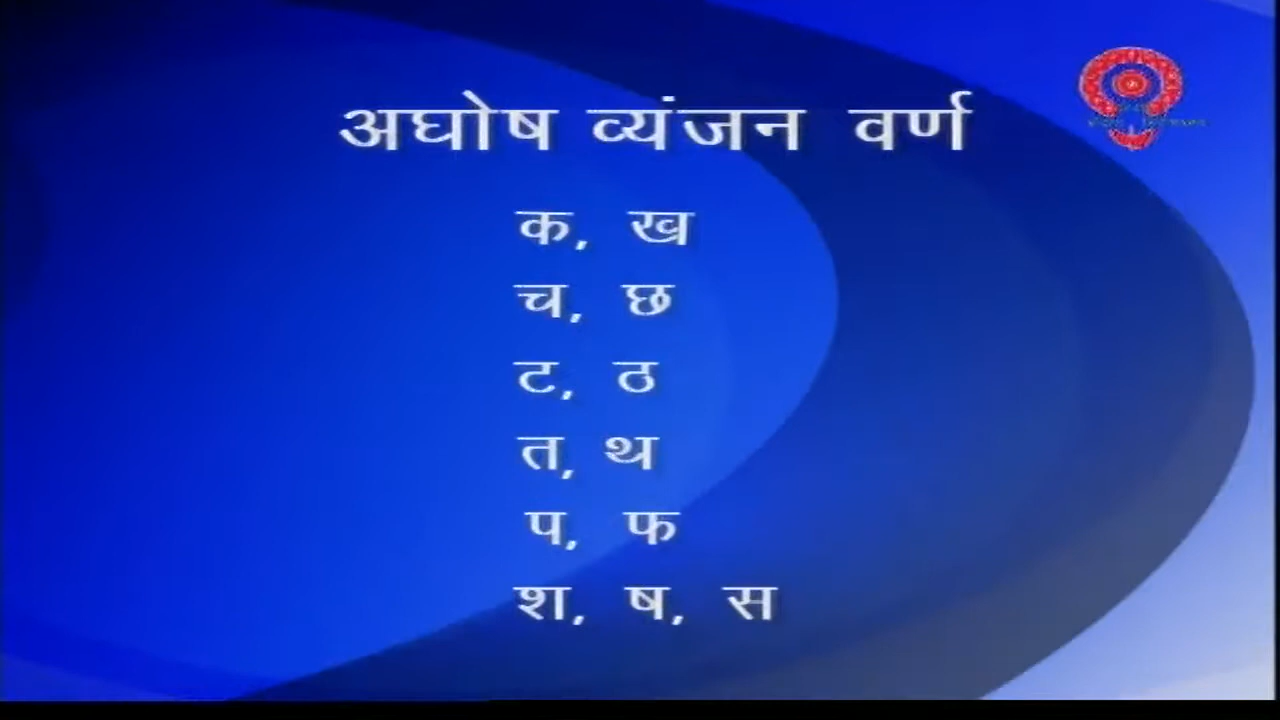 अघोष व्यंजन वर्ण
क, ख
च, छ
ट, ठ
त, थ
प, फ
श, ष, स